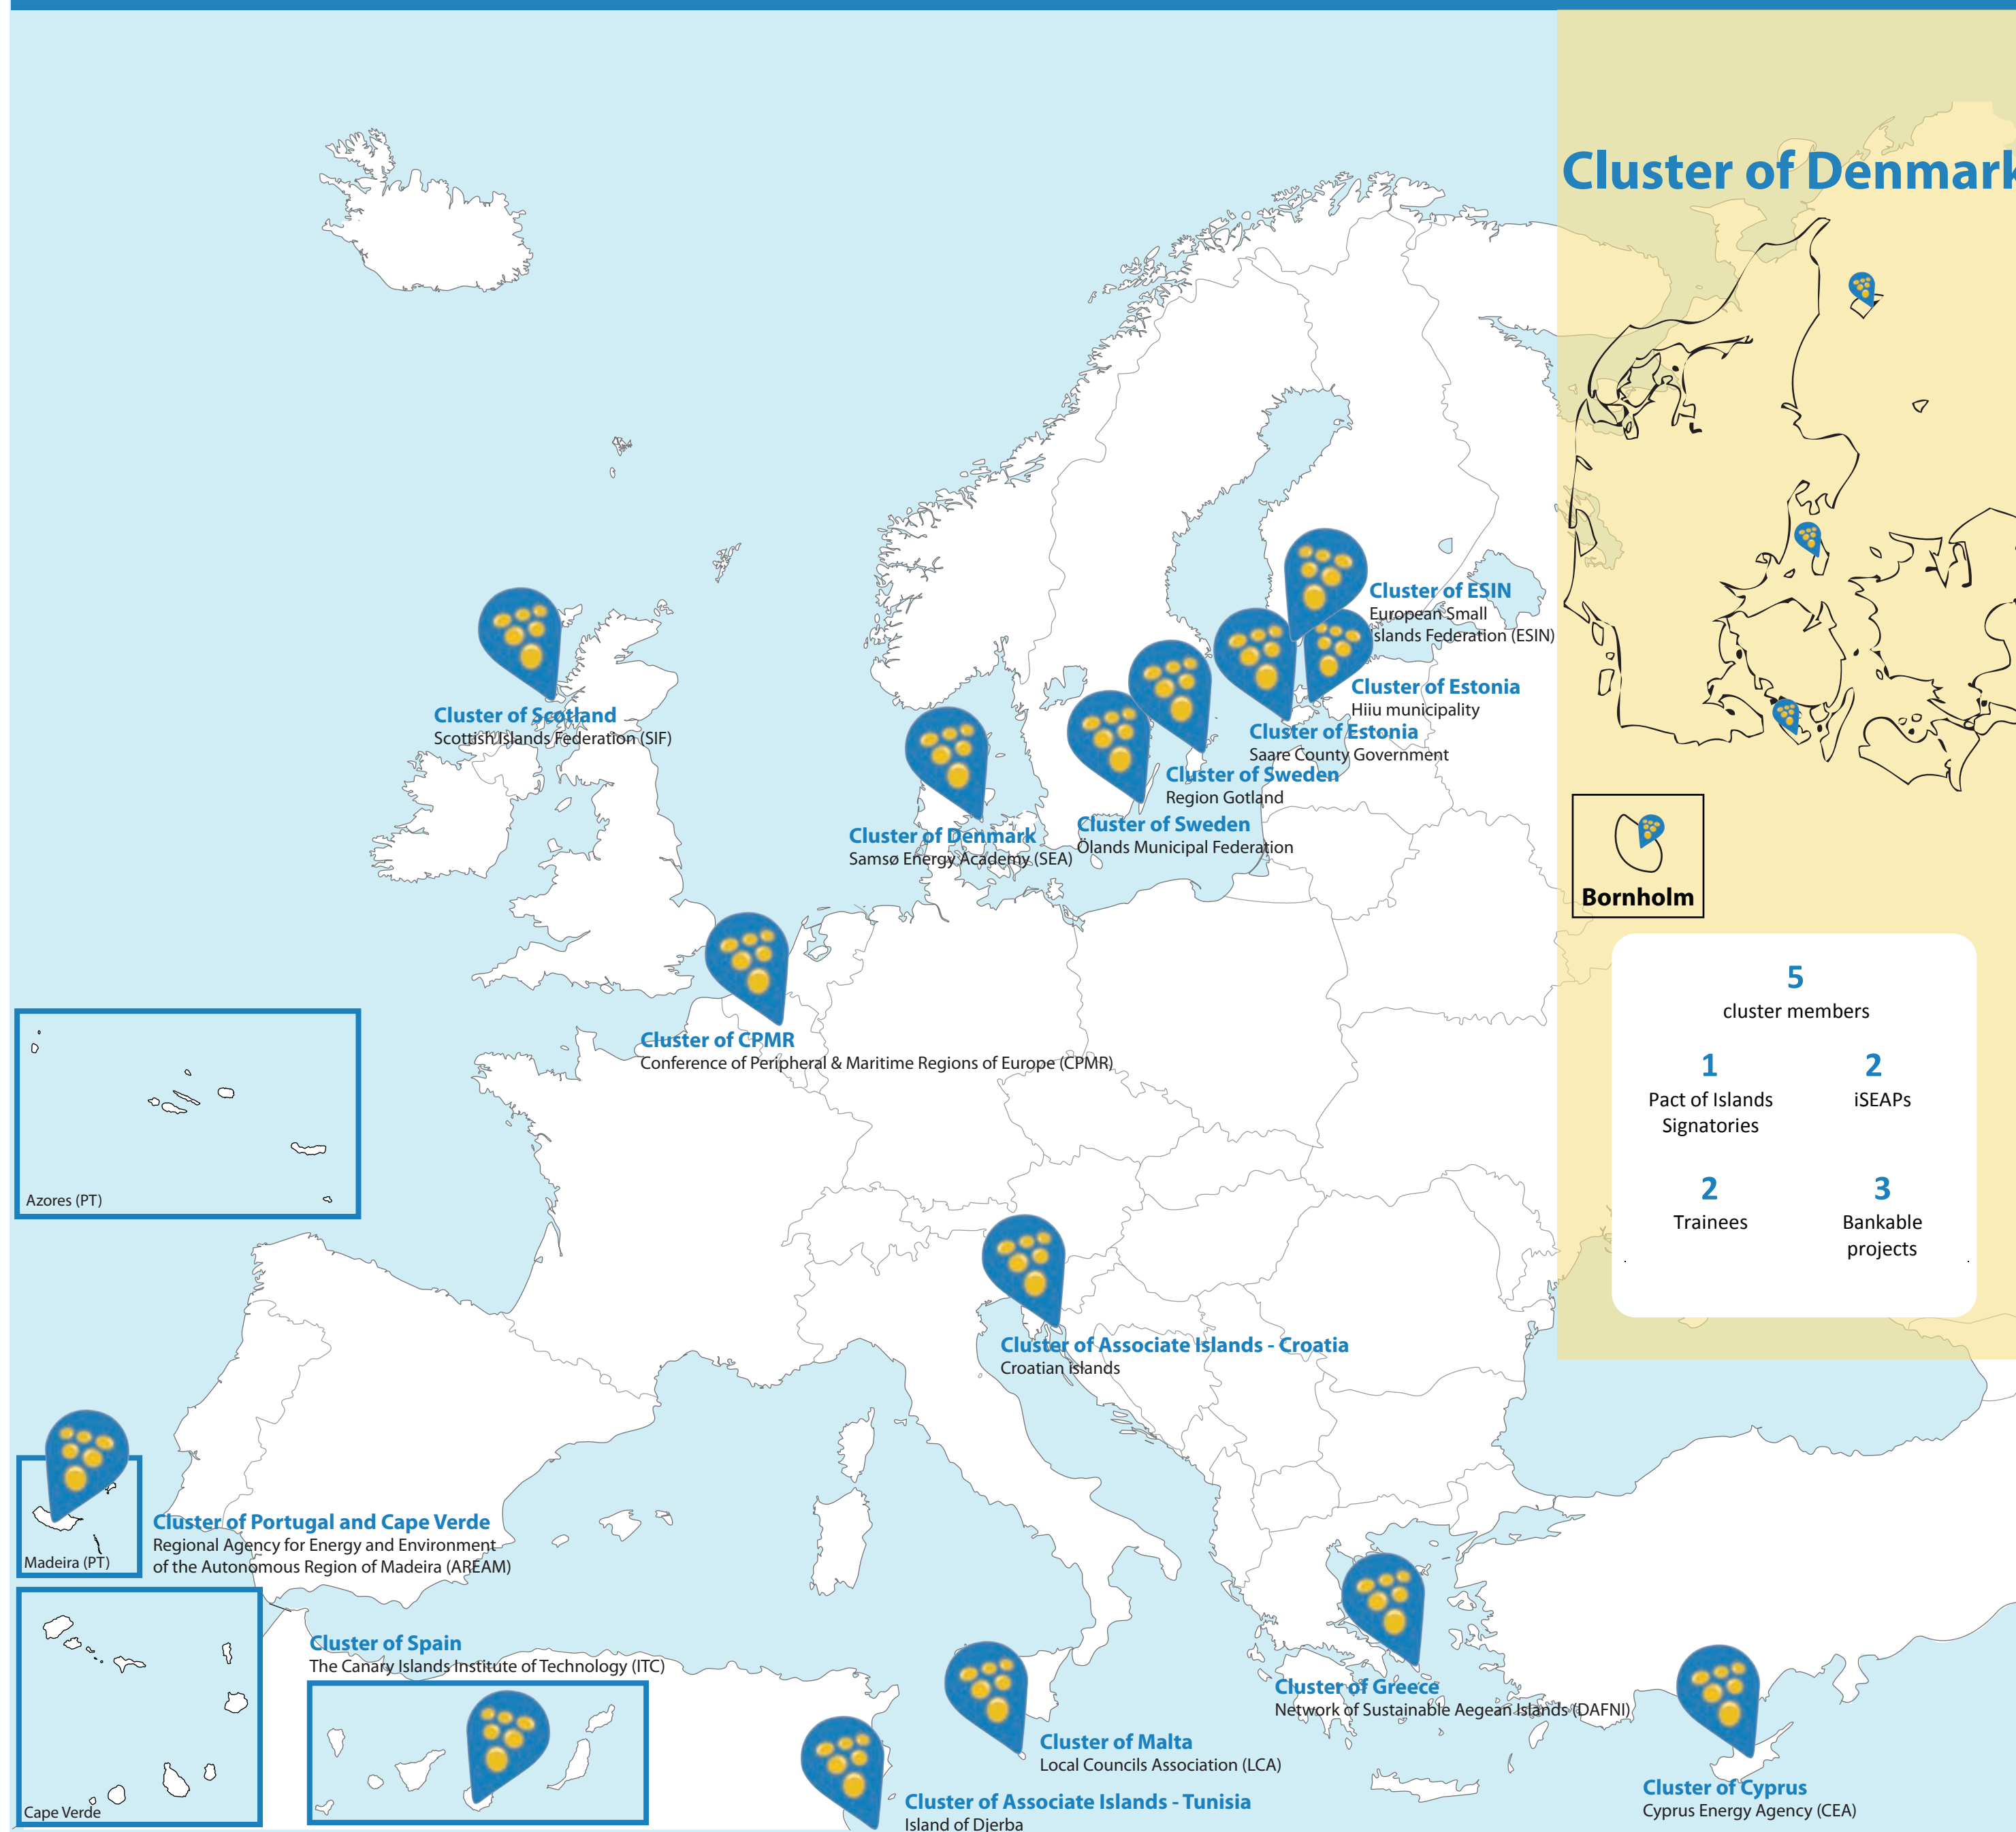 Cluster of Denmark
Cluster of ESIN
European Small
Islands Federation (ESIN)
Cluster of Estonia
Hiiu municipality
Cluster of Estonia
Saare County Government
Cluster of Sweden
Region Gotland
Cluster of Sweden
Ölands Municipal Federation
Cluster of Scotland
Scottish Islands Federation (SIF)
Cluster of Denmark
Samsø Energy Academy (SEA)
Bornholm
5
cluster members
1
Pact of Islands
Signatories
2
iSEAPs
2
Trainees
3
Bankable
projects
Cluster of CPMR
Conference of Peripheral & Maritime Regions of Europe (CPMR)
Azores (PT)
Cluster of Associate Islands - Croatia
Croatian islands
Madeira (PT)
Cluster of Portugal and Cape Verde
Regional Agency for Energy and Environment
of the Autonomous Region of Madeira (AREAM)
Cape Verde
Cluster of Spain
The Canary Islands Institute of Technology (ITC)
Cluster of Greece
Network of Sustainable Aegean Islands (DAFNI)
Cluster of Malta
Local Councils Association (LCA)
Cluster of Associate Islands - Tunisia
Island of Djerba
Cluster of Cyprus
Cyprus Energy Agency (CEA)